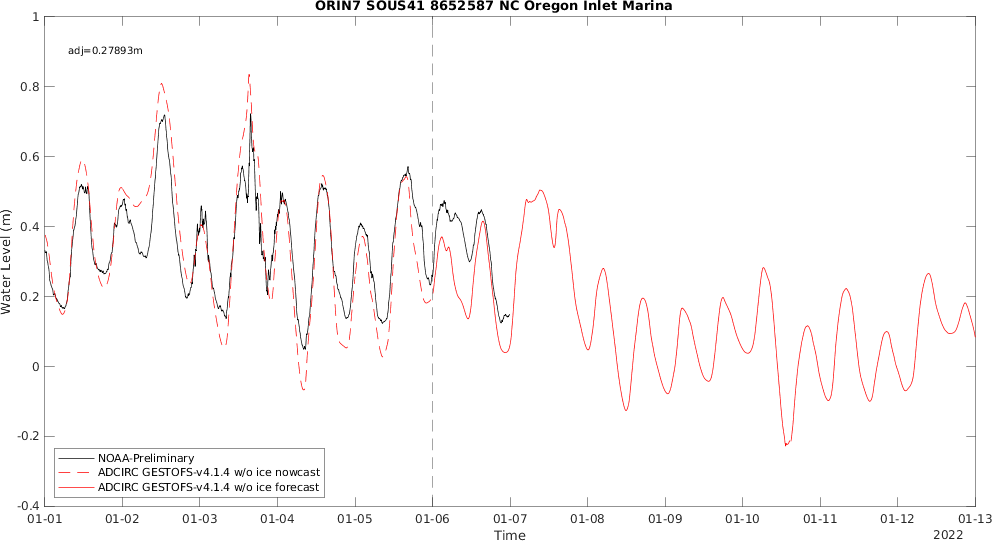 ORIN7 SOUS41 8652587 NC Oregon Inlet Marina
adj=0.27893m
1
0.8
0.6
0.4
0.2
0
-0.2
-0.4
Water Level (m)
NOAA-Preliminary
ADCIRC GESTOFS-v4.1.4 w/o ice nowcast
ADCIRC GESTOFS-v4.1.4 w/o ice forecast
01-01 01-02 01-03 01-04 01-05 01-06 01-07 01-08 01-09 01-10 01-11 01-12 01-13
Time
2022